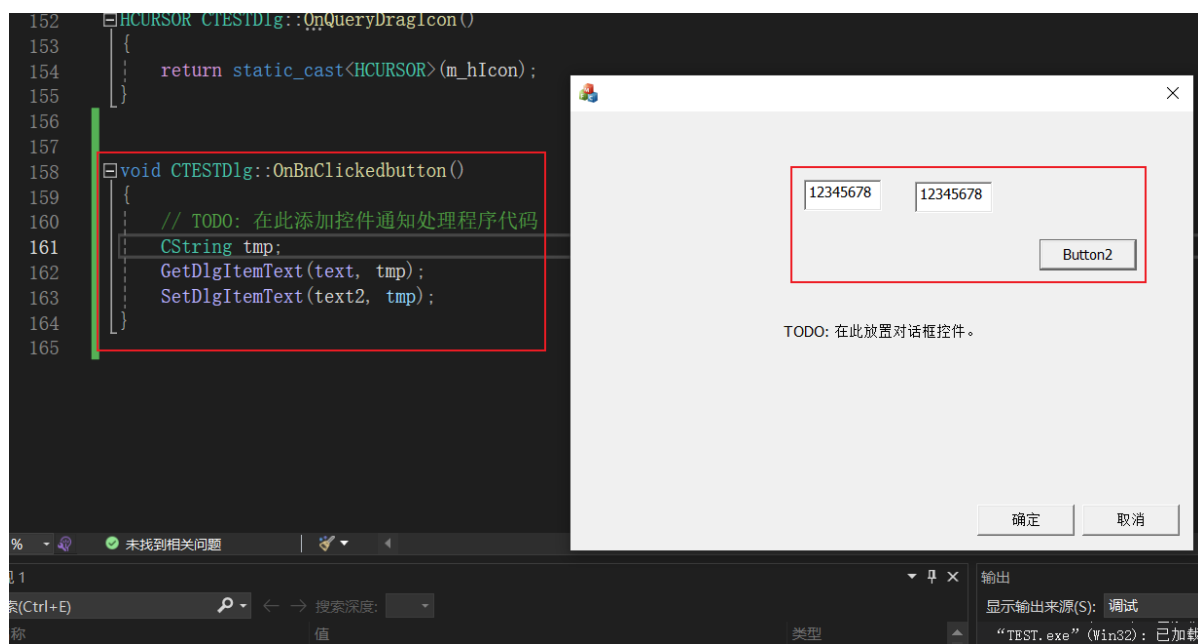 152 HCURSOR CTESTDlg::OnQueryDragIcon()
153 {
154 return static_cast<HCURSOR>(m_hIcon);
155 }
156
157
158 void CTESTDlg::OnBnClickedbutton()
159 {
160 // TODO: 在此添加控件通知处理程序代码
161 CString tmp;
162 GetDlgItemText(text, tmp);
163 SetDlgItemText(text2, tmp);
164 }
165
12345678 12345678
Button2
TODO: 在此放置对话框控件。
确定 取消
% 未找到相关问题
1
(Ctrl+E) 搜索深度:
称 值 类型
输出
显示输出来源(S): 调试
“TEST.exe” (Win32): 已加载